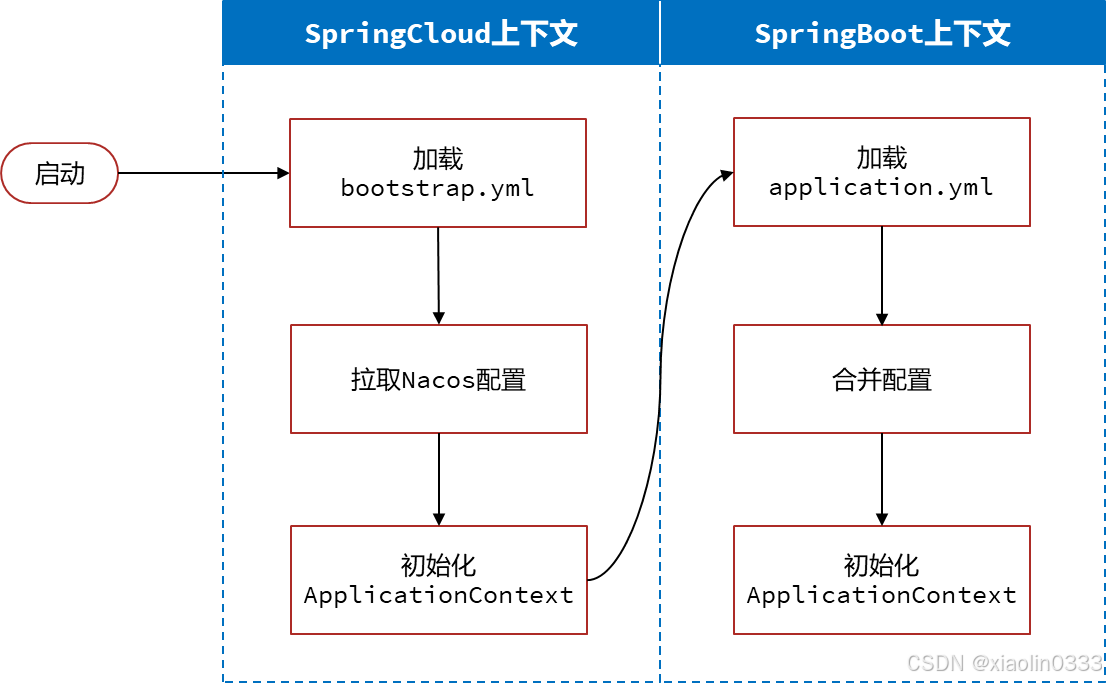 SpringCloud上下文
SpringBoot上下文
启动
加载
bootstrap.yml
拉取Nacos配置
初始化
ApplicationContext
加载
application.yml
合并配置
初始化
ApplicationContext
CSDN @xiaolin0333